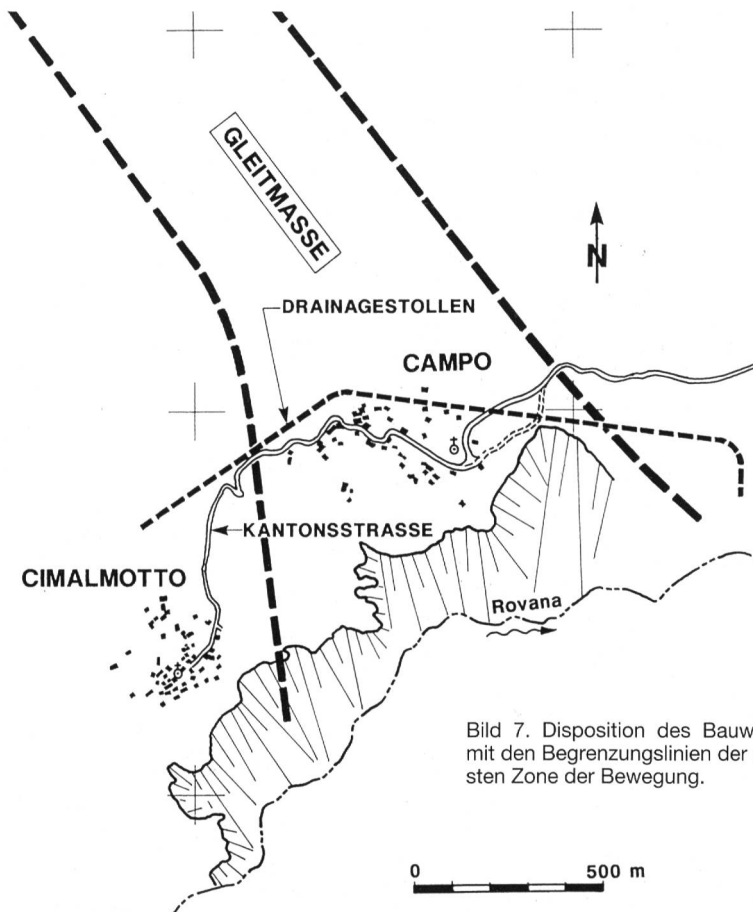 GLEITMASSE
N
DRAINAGESTOLLEN
CAMPO
KANTONSSTRASSE
CIMALMOTTO
Rovana
Bild 7. Disposition des
mit den Begrenzungslinien der
sten Zone der Bewegung.
0 500 m